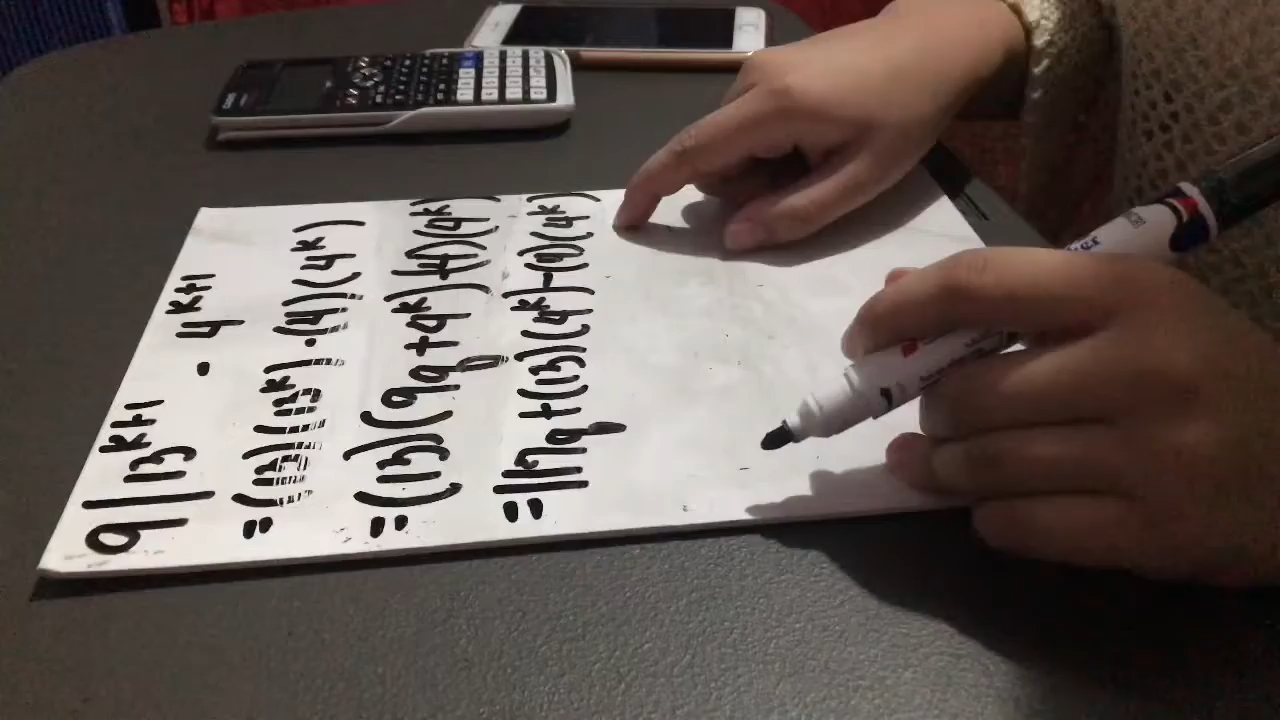 9|13^{k+1} - 4^{k+1}
=(13)(13^k)-(4)(4^k)
=(13)(9q+4^k)-(4)(4^k)
=117q+(13)(4^k)-(4)(4^k)